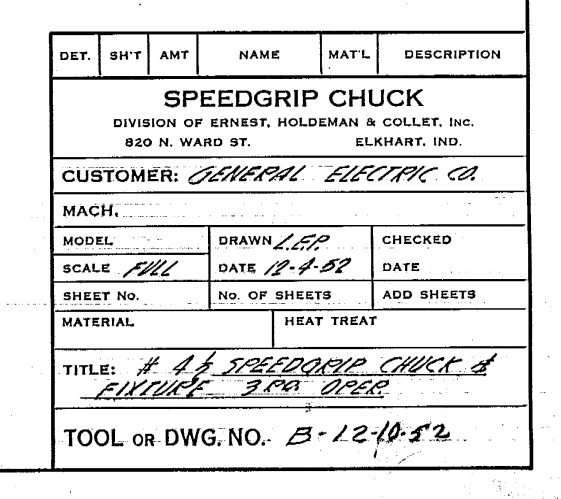 DET. SH'T AMT NAME MAT'L DESCRIPTION
SPEEDGRIP CHUCK
DIVISION OF ERNEST, HOLDEMAN & COLLET, INC.
820 N. WARD ST. ELKHART, IND.
CUSTOMER: GENERAL ELECTRIC CO.
MACH.
MODEL DRAWN L.E.P. CHECKED
SCALE FULL DATE 12-4-52 DATE
SHEET No. No. OF SHEETS ADD SHEETS
MATERIAL HEAT TREAT
TITLE: # 4½ SPEEDGRIP CHUCK &
FIXTURE 3RD OPER.
TOOL OR DWG. NO. B-12-10-52